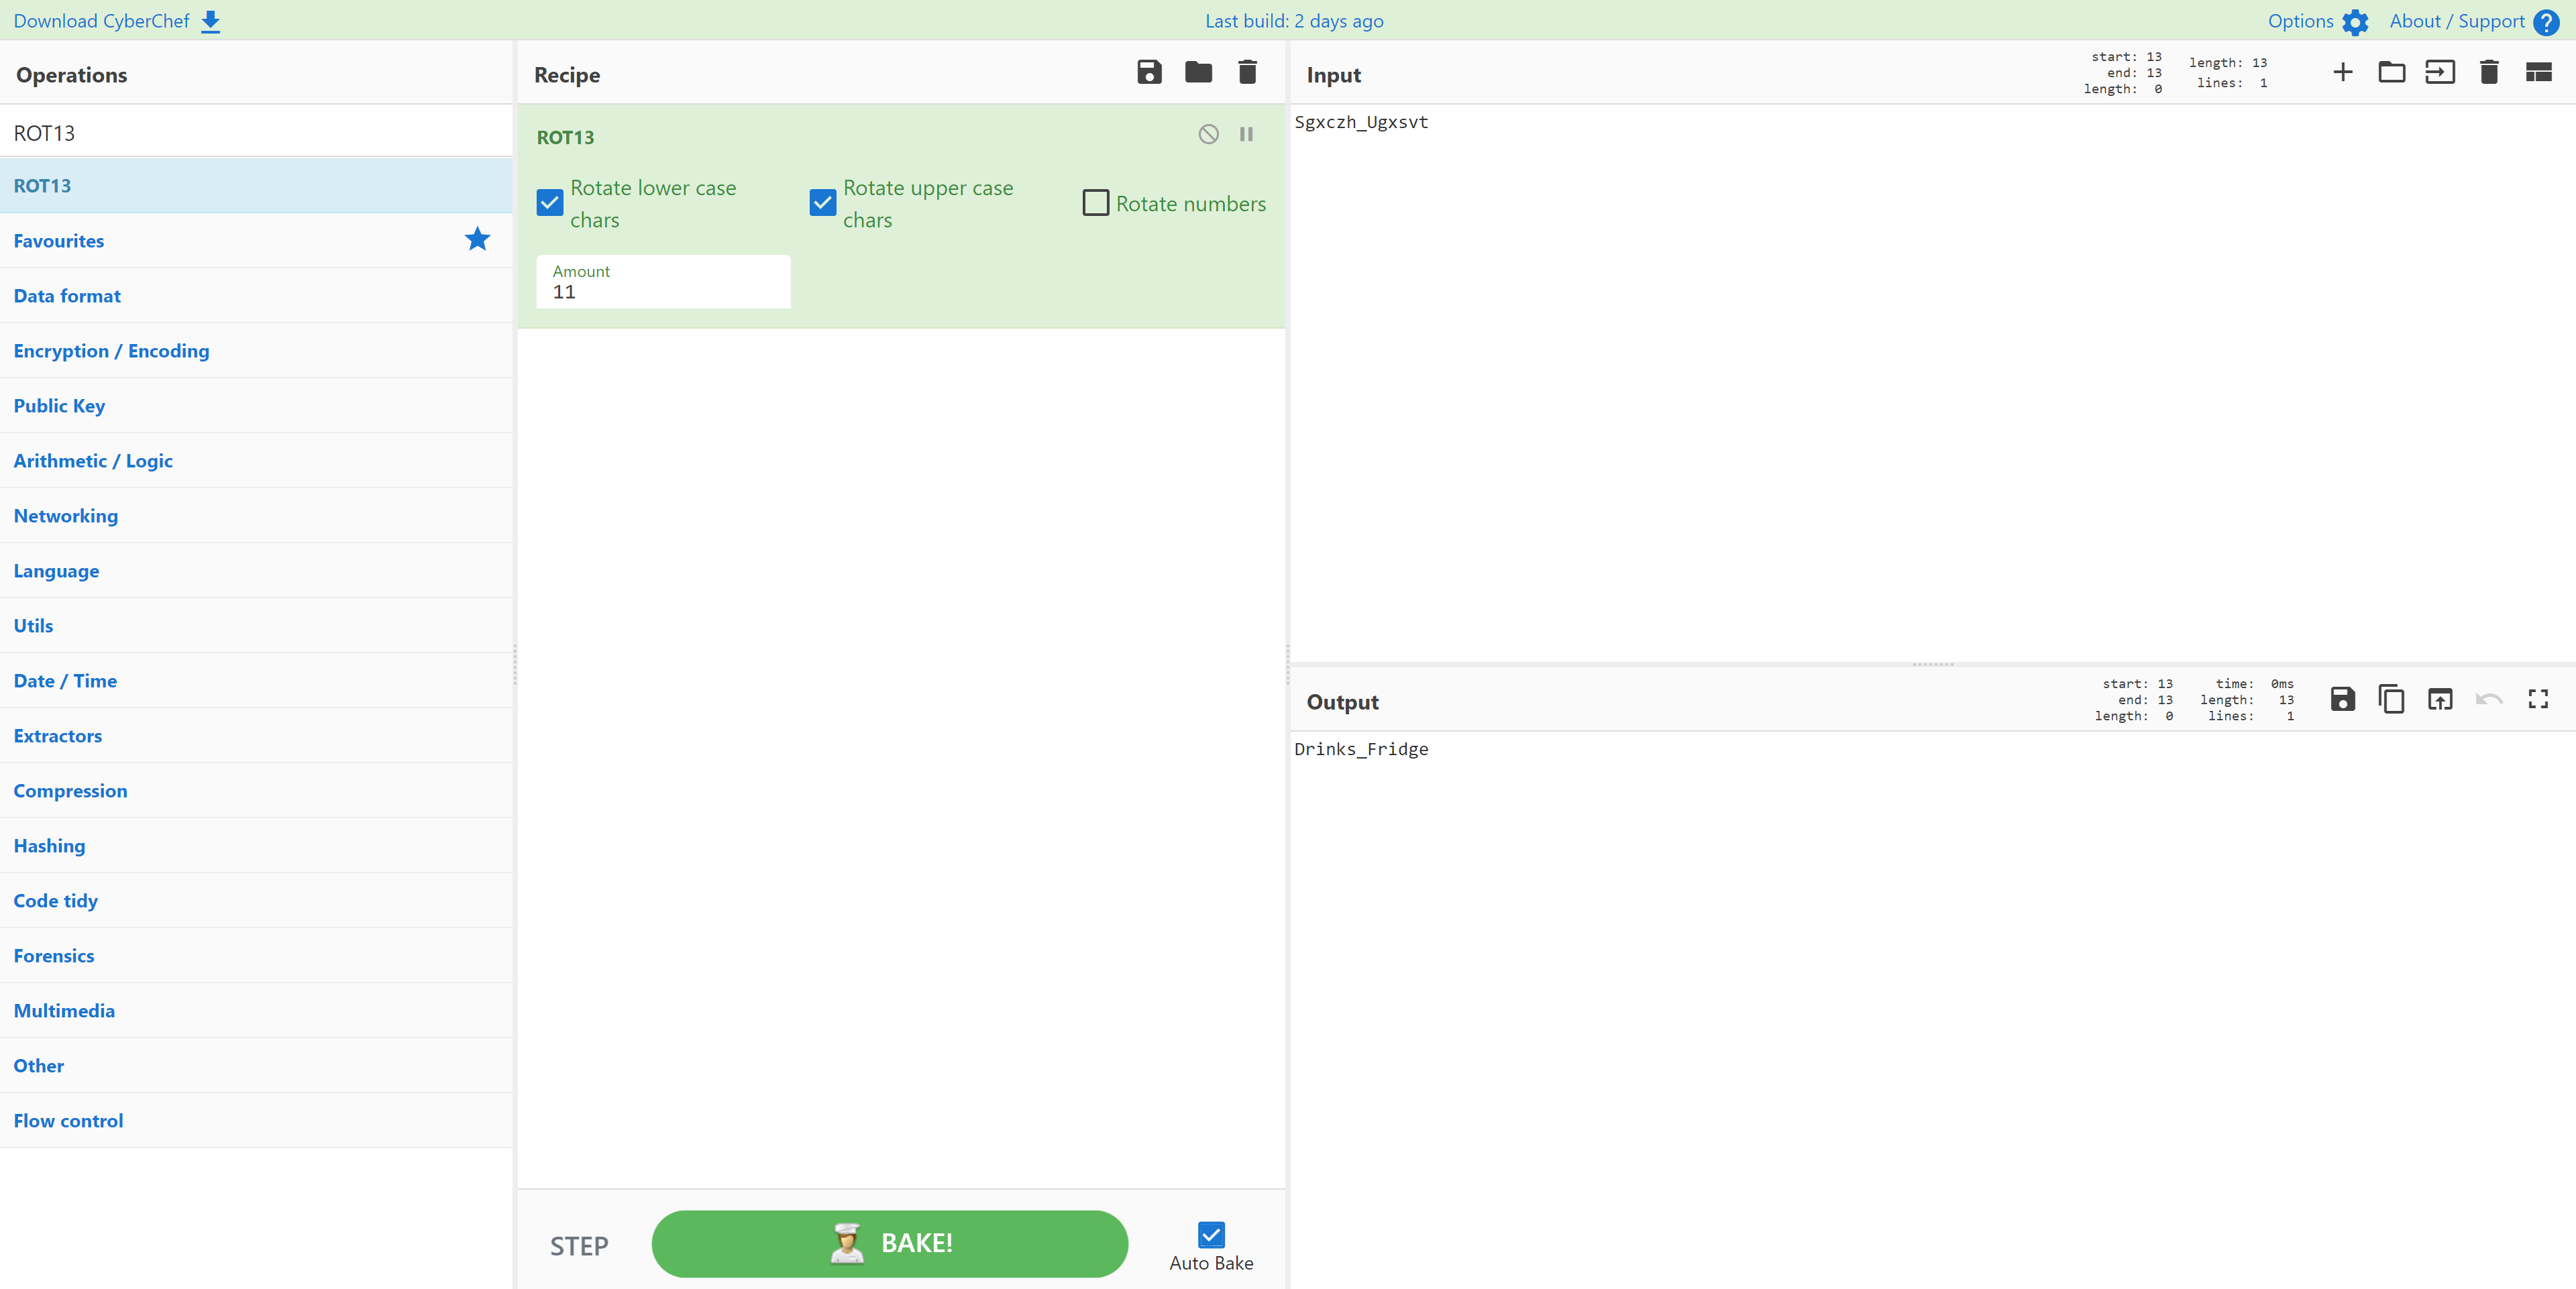 Download CyberChef
Last build: 2 days ago
Options
About / Support
Operations
ROT13
ROT13
Favourites
Data format
Encryption / Encoding
Public Key
Arithmetic / Logic
Networking
Language
Utils
Date / Time
Extractors
Compression
Hashing
Code tidy
Forensics
Multimedia
Other
Flow control
Recipe
ROT13
Rotate lower case
chars
Rotate upper case
chars
Rotate numbers
Amount
11
STEP
BAKE!
Auto Bake
Input
start: 13
end: 13
length: 0
length: 13
lines: 1
Sgxczh_Ugxsvt
Output
start: 13
end: 13
length: 0
time: 0ms
length: 13
lines: 1
Drinks_Fridge